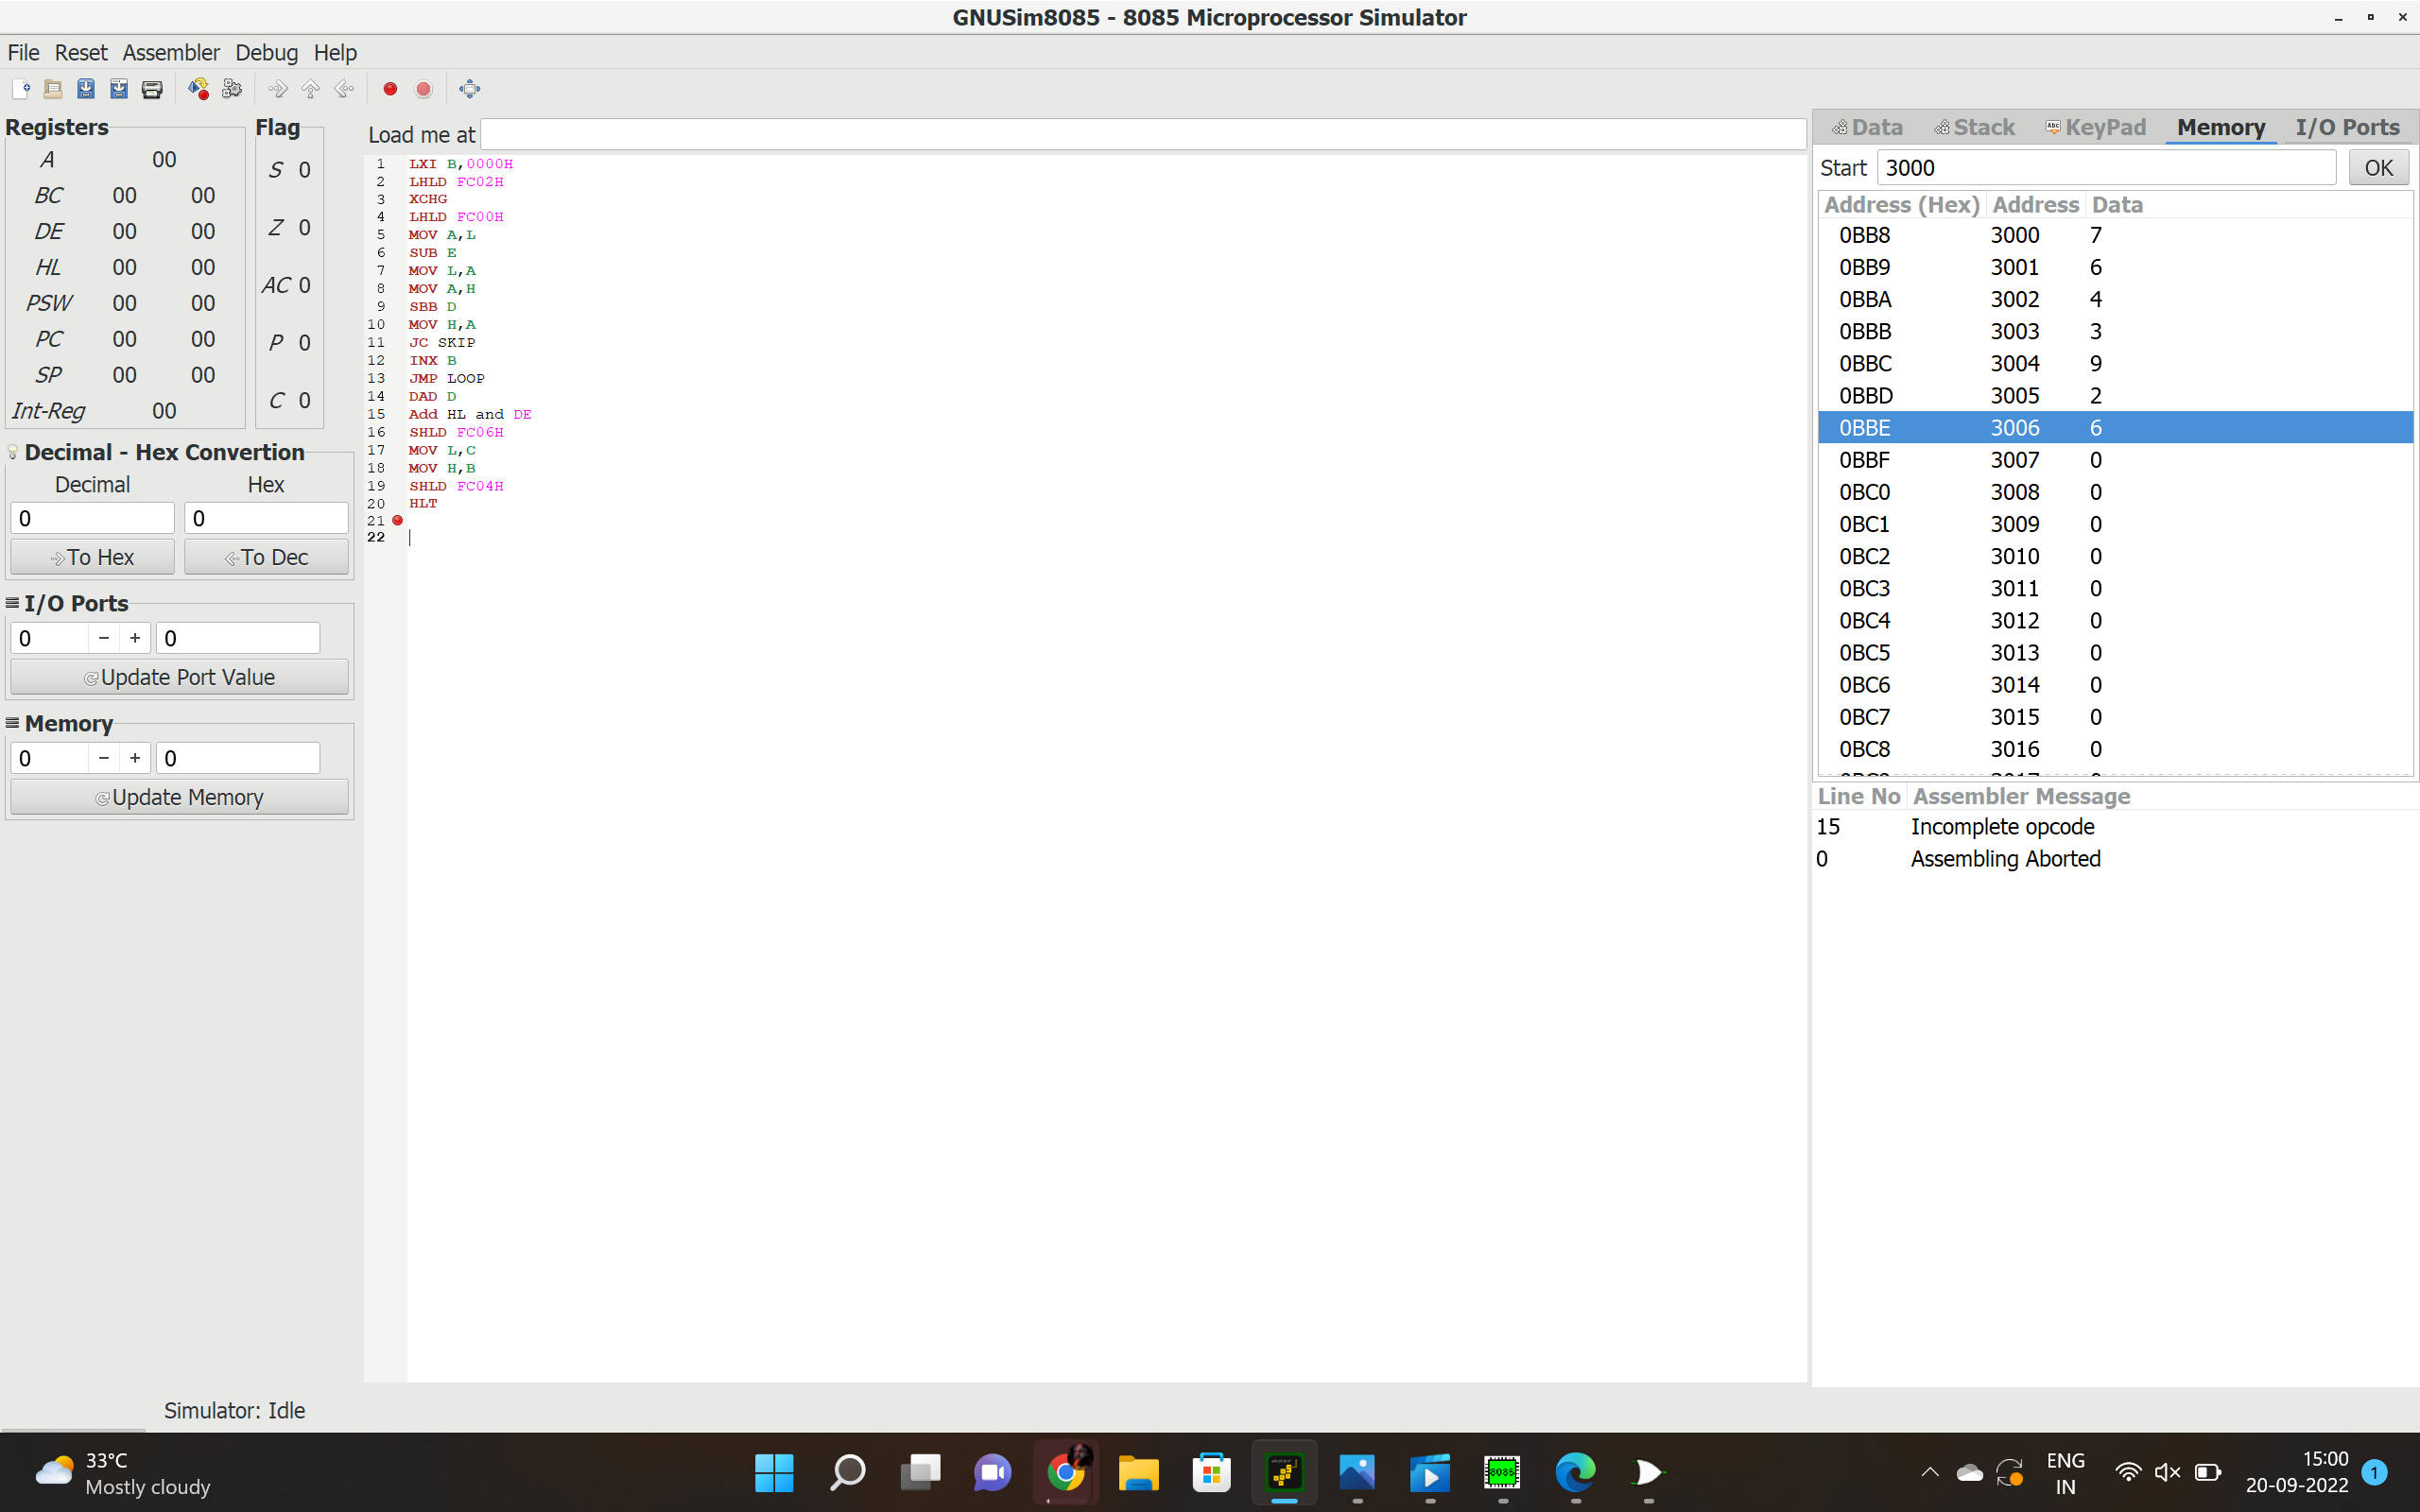 GNUSim8085 - 8085 Microprocessor Simulator
File Reset Assembler Debug Help
Registers
A 00
BC 00 00
DE 00 00
HL 00 00
PSW 00 00
PC 00 00
SP 00 00
Int-Reg 00
Flag
S 0
Z 0
AC 0
P 0
C 0
Decimal - Hex Convertion
Decimal Hex
0 0
To Hex To Dec
I/O Ports
0 - + 0
Update Port Value
Memory
0 - + 0
Update Memory
Load me at
1 LXI B,0000H
2 LHLD FC02H
3 XCHG
4 LHLD FC00H
5 MOV A,L
6 SUB E
7 MOV L,A
8 MOV A,H
9 SBB D
10 MOV H,A
11 JC SKIP
12 INX B
13 JMP LOOP
14 DAD D
15 Add HL and DE
16 SHLD FC06H
17 MOV L,C
18 MOV H,B
19 SHLD FC04H
20 HLT
21
22
Data Stack KeyPad Memory I/O Ports
Start 3000 OK
Address (Hex) Address Data
0BB8 3000 7
0BB9 3001 6
0BBA 3002 4
0BBB 3003 3
0BBC 3004 9
0BBD 3005 2
0BBE 3006 6
0BBF 3007 0
0BC0 3008 0
0BC1 3009 0
0BC2 3010 0
0BC3 3011 0
0BC4 3012 0
0BC5 3013 0
0BC6 3014 0
0BC7 3015 0
0BC8 3016 0
Line No Assembler Message
15 Incomplete opcode
0 Assembling Aborted
Simulator: Idle
33°C
Mostly cloudy
8085
ENG
IN
15:00
20-09-2022
1